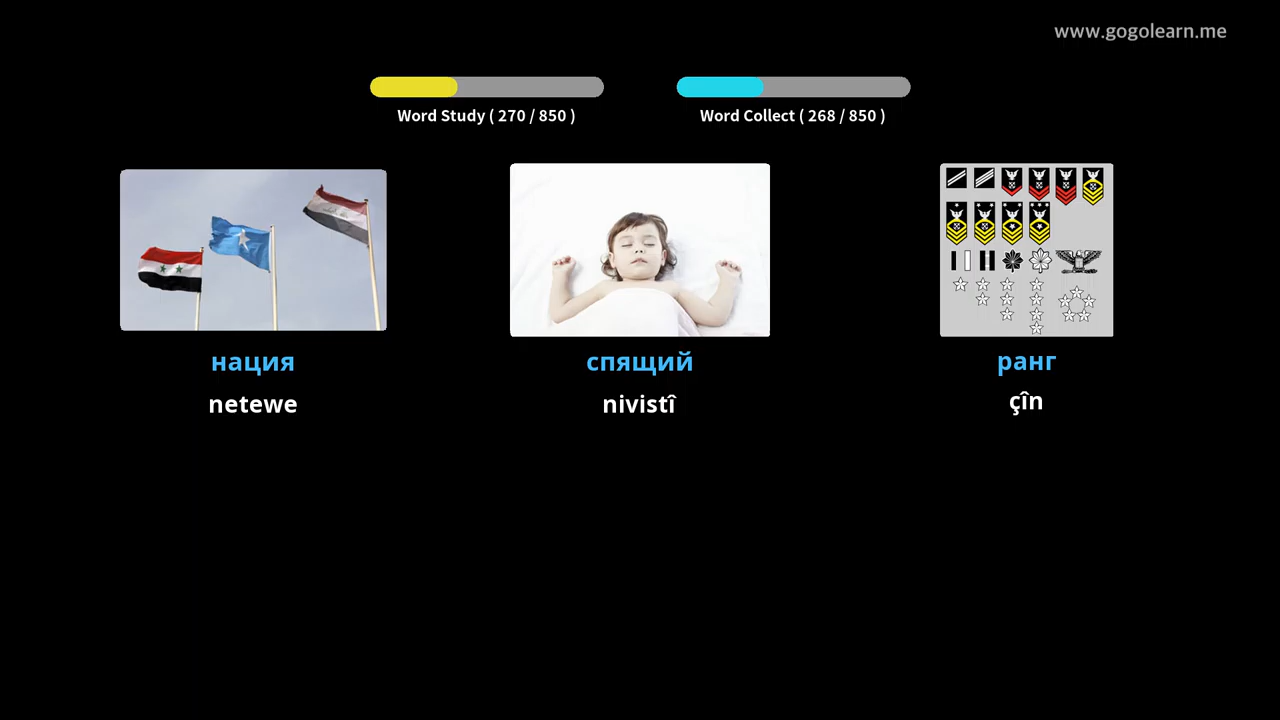 www.gogolearn.me
Word Study ( 270 / 850 )
Word Collect ( 268 / 850 )
нация
спящий
ранг
netewe
nivistî
çîn